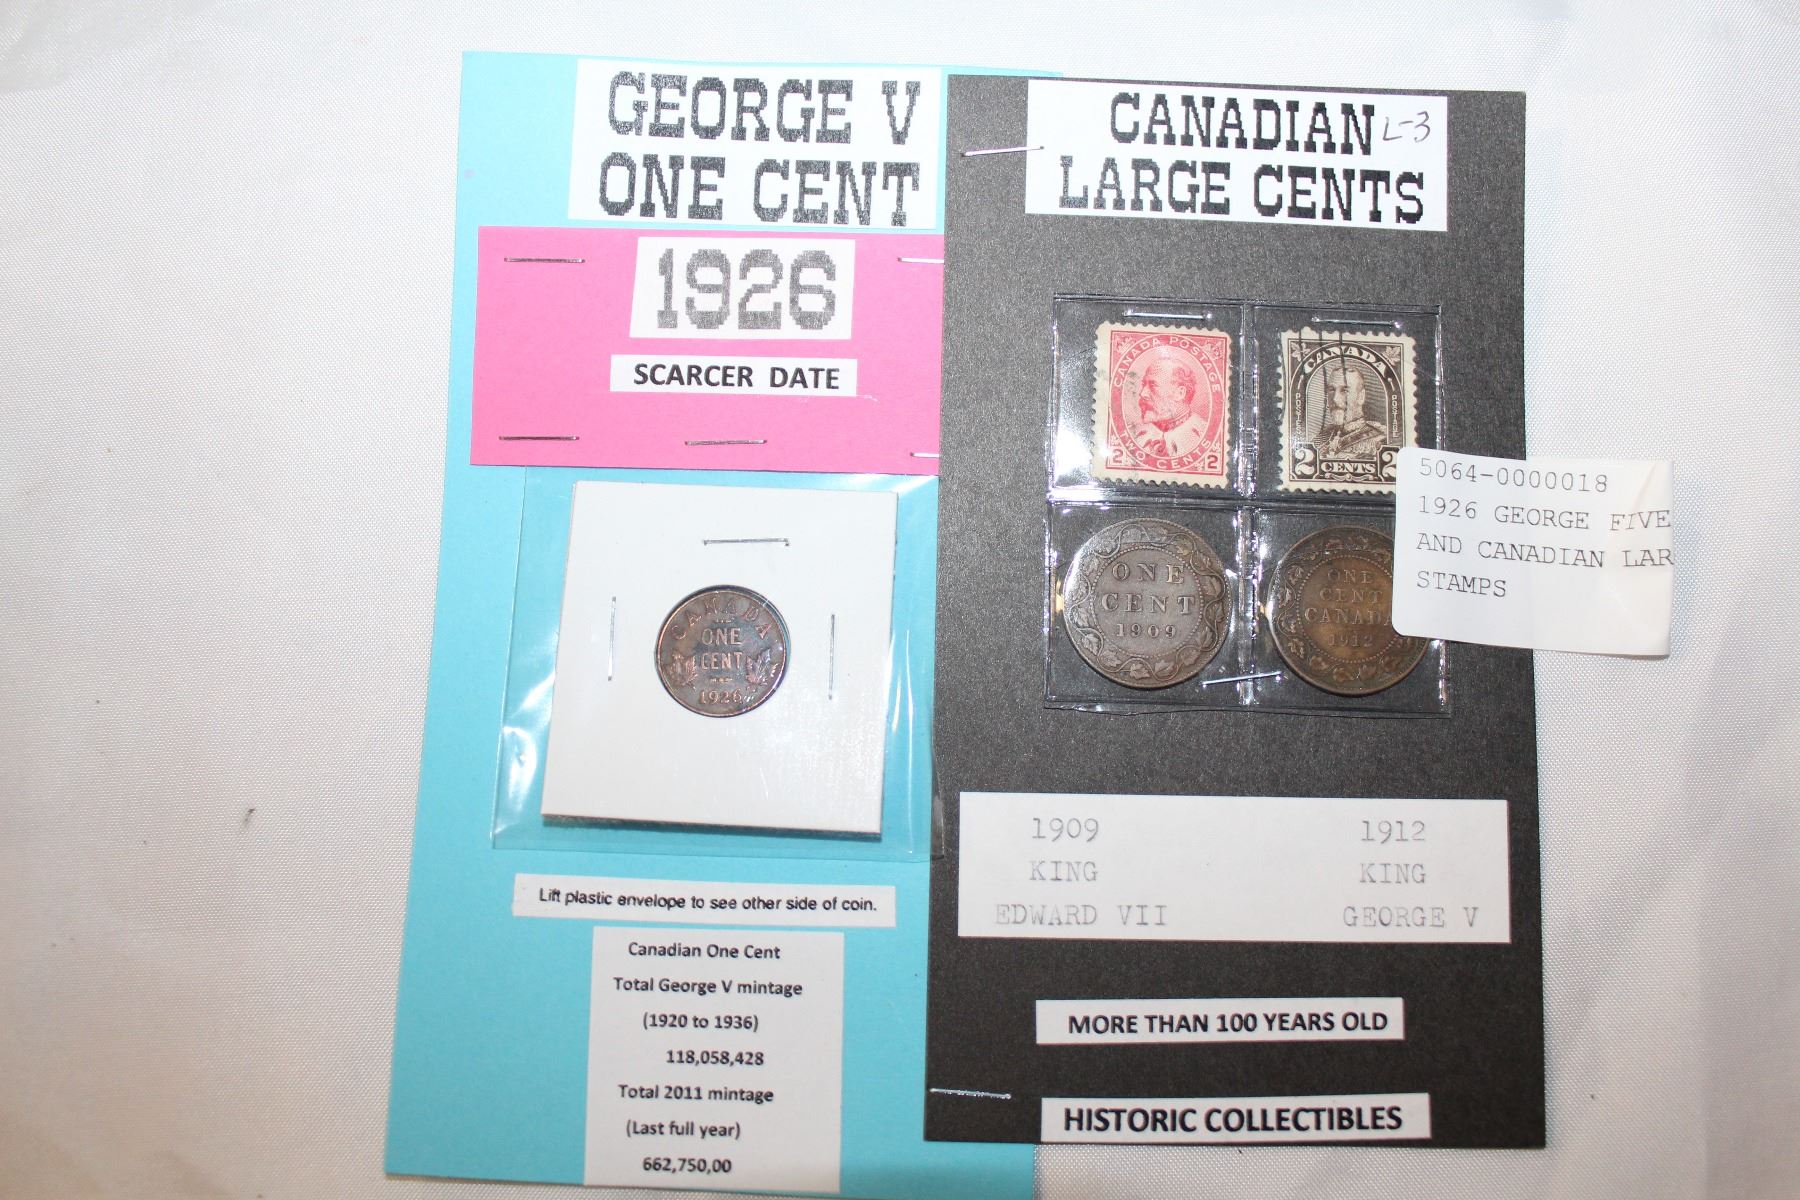 GEORGE V
ONE CENT
1926
SCARCER DATE
CANADA
ONE
CENT
1926
Lift plastic envelope to see other side of coin.
Canadian One Cent
Total George V mintage
(1920 to 1936)
118,058,428
Total 2011 mintage
(Last full year)
662,750,00
CANADIAN L-3
LARGE CENTS
CANADA POSTAGE
2 TWO CENTS 2
CANADA
POSTES POSTAGE
2 CENTS 2
ONE
CENT
1909
ONE
CENT
CANADA
1912
5064-0000018
1926 GEORGE FIVE
AND CANADIAN LAR
STAMPS
1909 1912
KING KING
EDWARD VII GEORGE V
MORE THAN 100 YEARS OLD
HISTORIC COLLECTIBLES